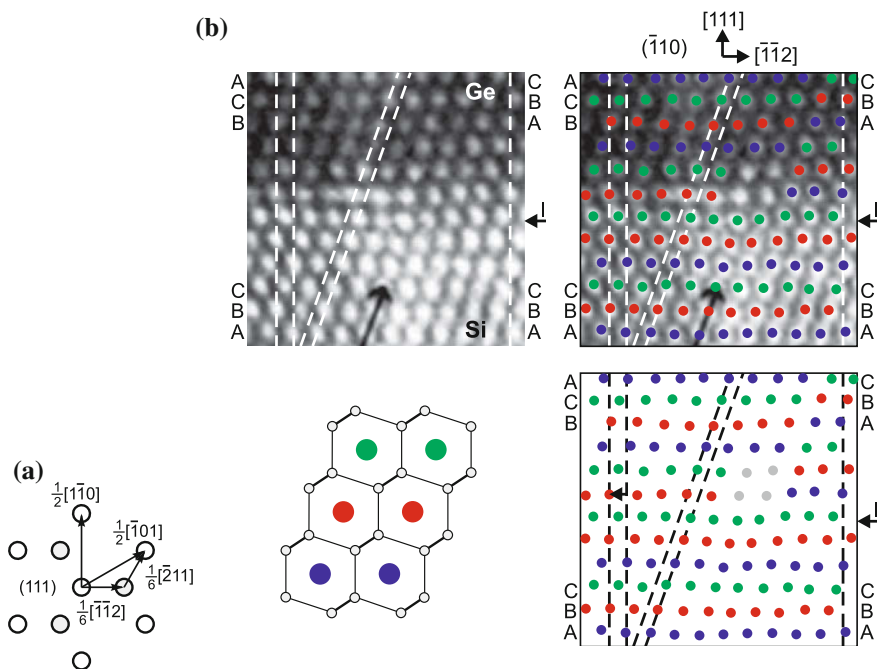 (b)
[111]
(1̄10)
[1̄1̄2]
A
C
B
Ge
C
B
A
I
C
B
A
Si
C
B
A
A
C
B
C
B
A
I
C
B
A
C
B
A
(a)
1/2[11̄0]
1/2[1̄01]
(111)
1/6[2̄11]
1/6[1̄1̄2]
A
C
B
C
B
A
I
C
B
A
C
B
A